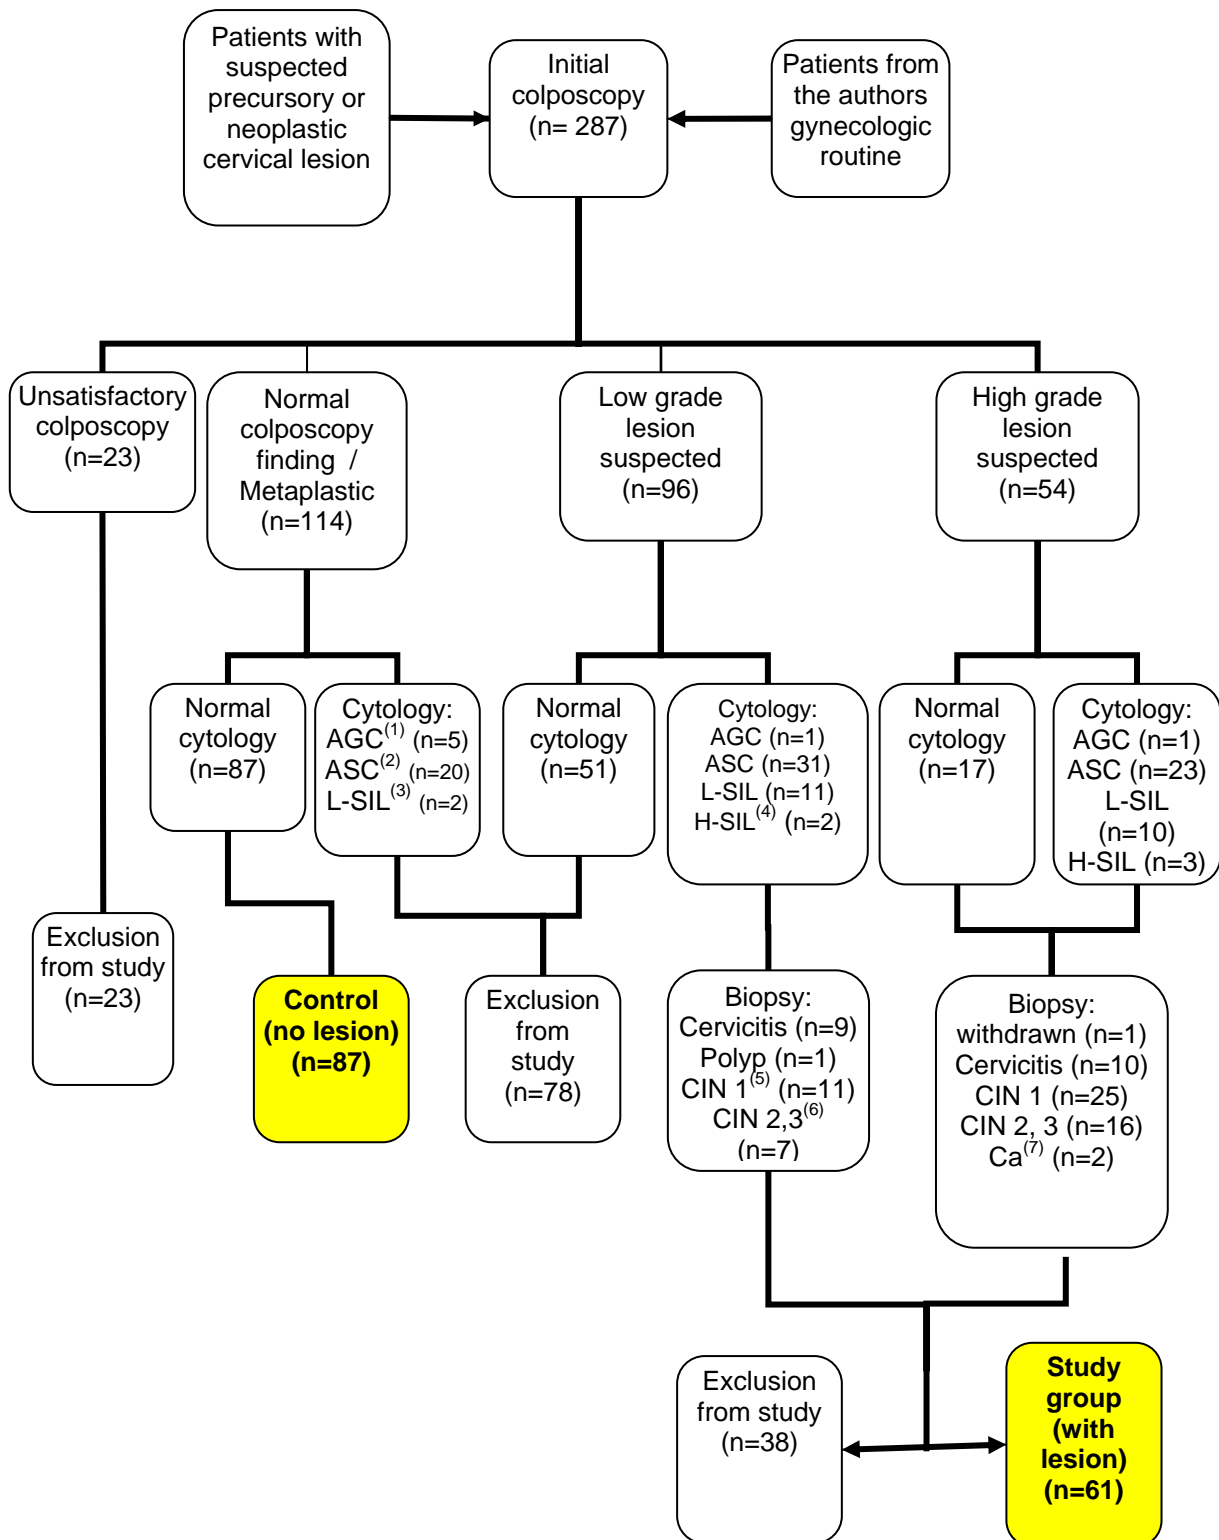 Patients with
suspected
precursory or
neoplastic
cervical lesion
Initial
colposcopy
(n= 287)
Patients from
the authors
gynecologic
routine
Unsatisfactory
colposcopy
(n=23)
Normal
colposcopy
finding /
Metaplastic
(n=114)
Low grade
lesion
suspected
(n=96)
High grade
lesion
suspected
(n=54)
Normal
cytology
(n=87)
Cytology:
AGC(1) (n=5)
ASC(2) (n=20)
L-SIL(3) (n=2)
Normal
cytology
(n=51)
Cytology:
AGC (n=1)
ASC (n=31)
L-SIL (n=11)
H-SIL(4) (n=2)
Normal
cytology
(n=17)
Cytology:
AGC (n=1)
ASC (n=23)
L-SIL
(n=10)
H-SIL (n=3)
Exclusion
from study
(n=23)
Control
(no lesion)
(n=87)
Exclusion
from
study
(n=78)
Biopsy:
Cervicitis (n=9)
Polyp (n=1)
CIN 1(5) (n=11)
CIN 2,3(6)
(n=7)
Biopsy:
withdrawn (n=1)
Cervicitis (n=10)
CIN 1 (n=25)
CIN 2, 3 (n=16)
Ca(7) (n=2)
Exclusion
from study
(n=38)
Study
group
(with
lesion)
(n=61)